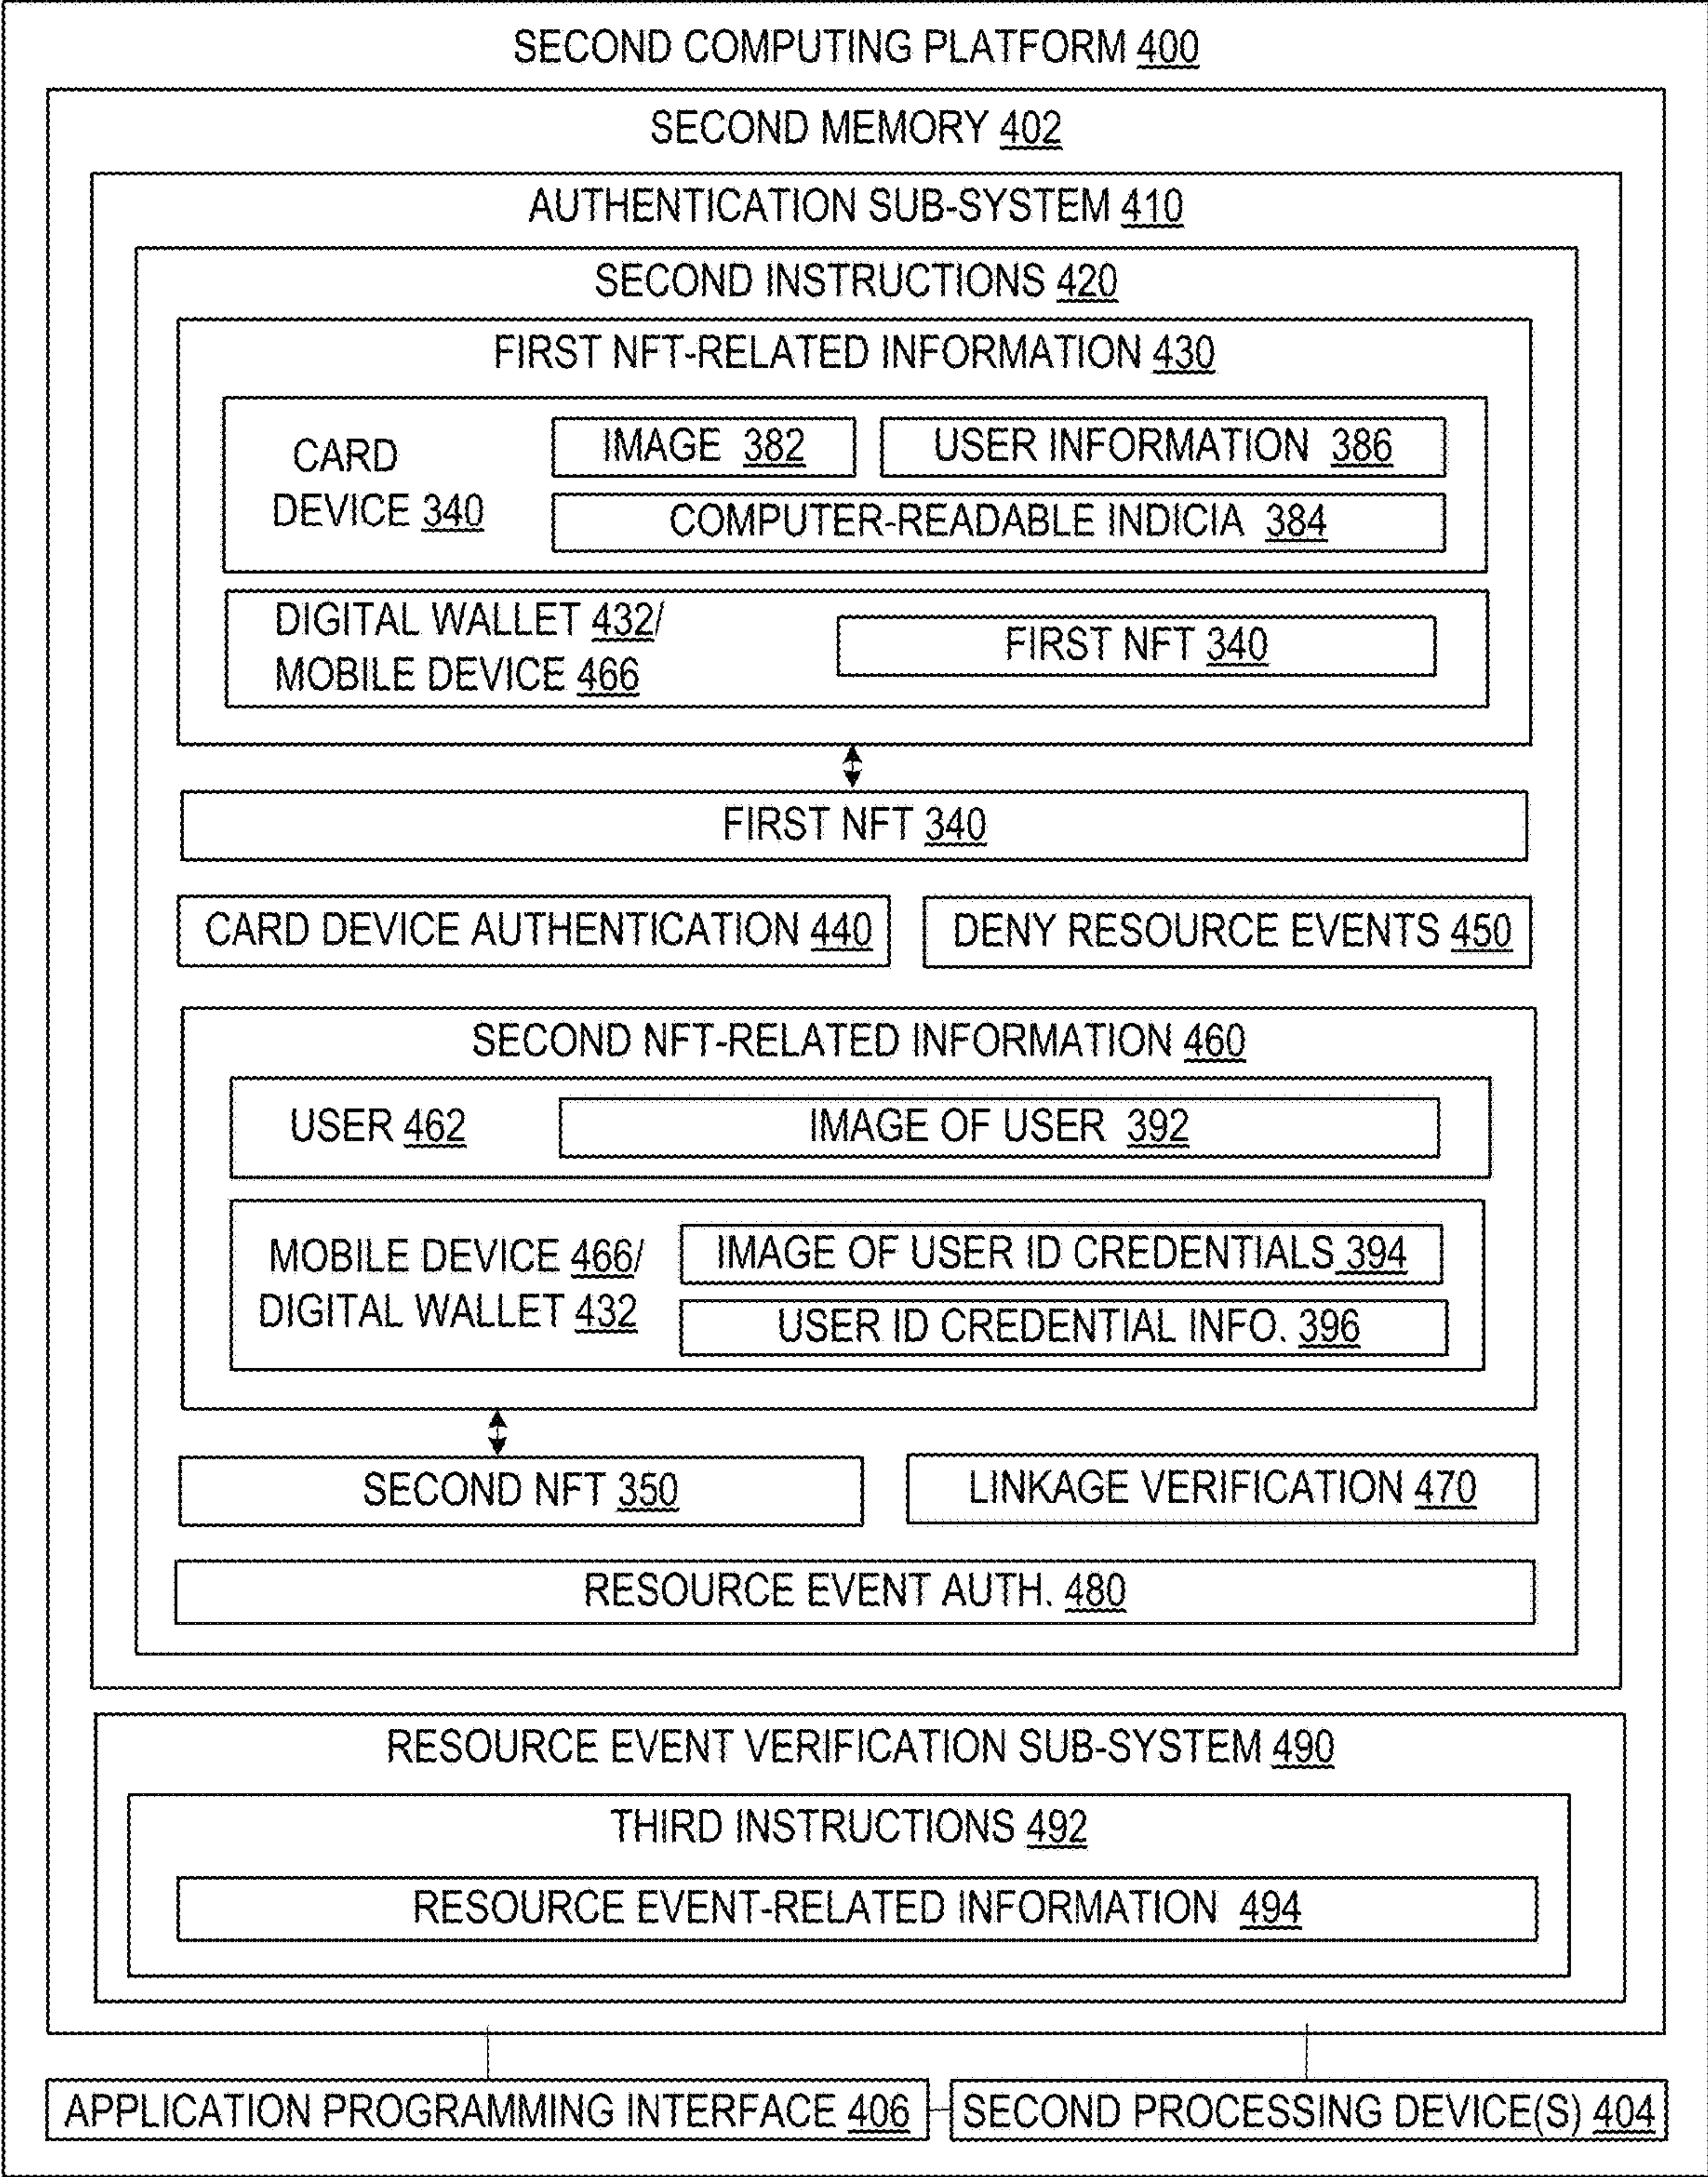 SECOND COMPUTING PLATFORM 400
SECOND MEMORY 402
AUTHENTICATION SUB-SYSTEM 410
SECOND INSTRUCTIONS 420
FIRST NFT-RELATED INFORMATION 430
CARD
DEVICE 340
IMAGE 382
USER INFORMATION 386
COMPUTER-READABLE INDICIA 384
DIGITAL WALLET 432/
MOBILE DEVICE 466
FIRST NFT 340
FIRST NFT 340
CARD DEVICE AUTHENTICATION 440
DENY RESOURCE EVENTS 450
SECOND NFT-RELATED INFORMATION 460
USER 462
IMAGE OF USER 392
MOBILE DEVICE 466/
DIGITAL WALLET 432
IMAGE OF USER ID CREDENTIALS 394
USER ID CREDENTIAL INFO. 396
SECOND NFT 350
LINKAGE VERIFICATION 470
RESOURCE EVENT AUTH. 480
RESOURCE EVENT VERIFICATION SUB-SYSTEM 490
THIRD INSTRUCTIONS 492
RESOURCE EVENT-RELATED INFORMATION 494
APPLICATION PROGRAMMING INTERFACE 406
SECOND PROCESSING DEVICE(S) 404